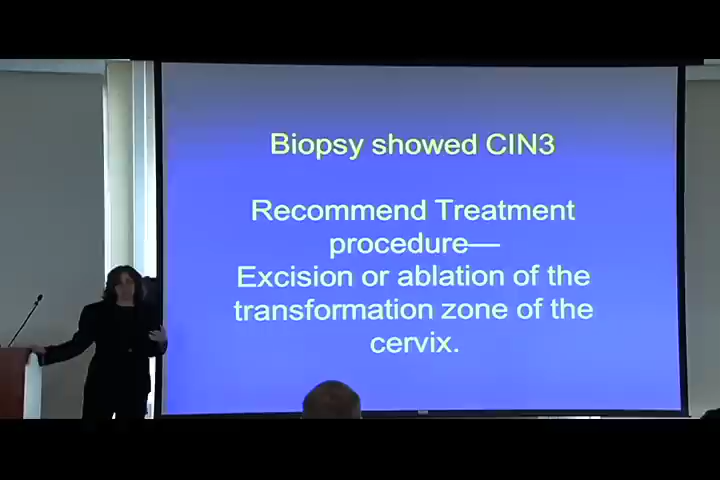 Biopsy showed CIN3
Recommend Treatment
procedure—
Excision or ablation of the
transformation zone of the
cervix.